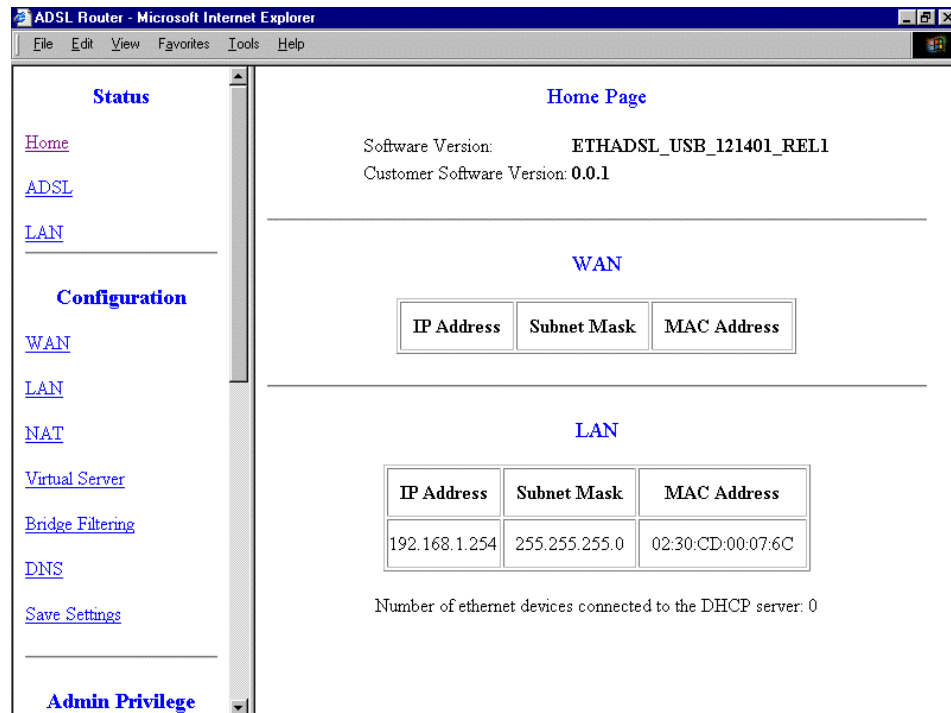 ADSL Router - Microsoft Internet Explorer
File Edit View Favorites Tools Help
Status
Home
ADSL
LAN
Configuration
WAN
LAN
NAT
Virtual Server
Bridge Filtering
DNS
Save Settings
Admin Privilege
Home Page
Software Version: ETHADSL_USB_121401_REL1
Customer Software Version: 0.0.1
WAN
IP Address Subnet Mask MAC Address
LAN
IP Address Subnet Mask MAC Address
192.168.1.254 255.255.255.0 02:30:CD:00:07:6C
Number of ethernet devices connected to the DHCP server: 0